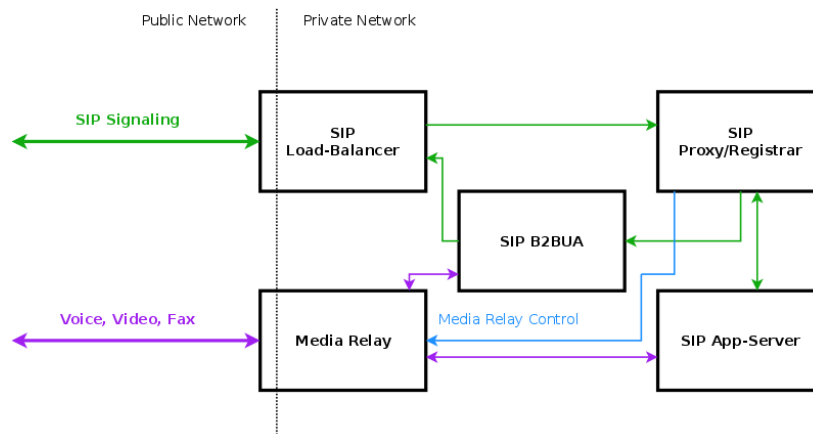 Public Network
Private Network
SIP Signaling
SIP
Load-Balancer
SIP
Proxy/Registrar
SIP B2BUA
Voice, Video, Fax
Media Relay
Media Relay Control
SIP App-Server